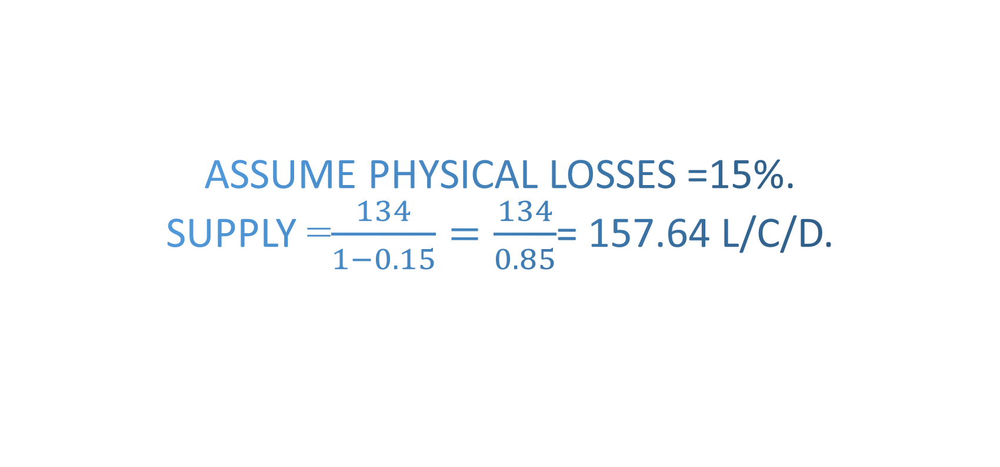 ASSUME PHYSICAL LOSSES =15%.
SUPPLY = 134/1−0.15 = 134/0.85 = 157.64 L/C/D.